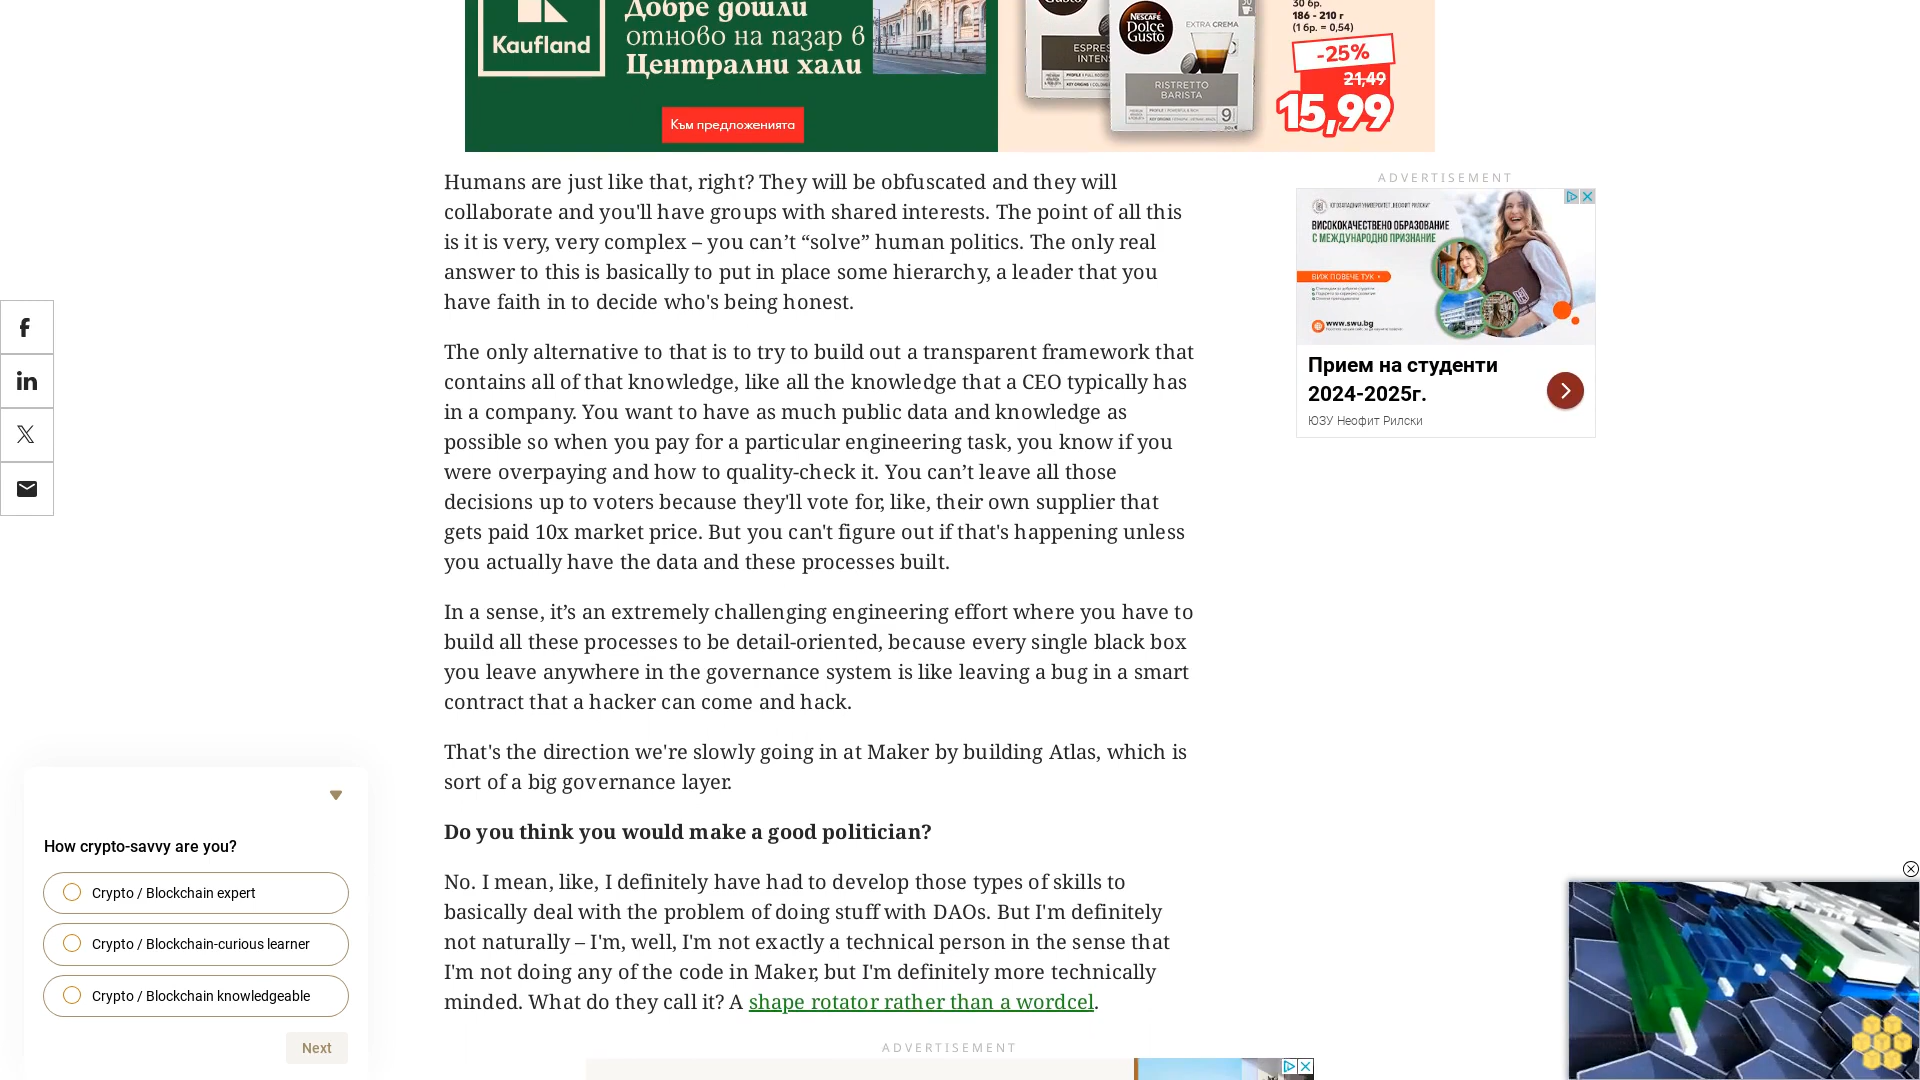 Kaufland
Добре дошли
отново на пазар в
Централни хали
Към предложенията
Gusto
ESPRES
INTENS
NESCAFÉ
Dolce
Gusto
EXTRA CREMA
RISTRETTO
BARISTA
9
30 бр.
186 - 210 г
(1 бр. = 0,54)
-25%
21,49
15,99
Humans are just like that, right? They will be obfuscated and they will
collaborate and you'll have groups with shared interests. The point of all this
is it is very, very complex – you can’t “solve” human politics. The only real
answer to this is basically to put in place some hierarchy, a leader that you
have faith in to decide who's being honest.
The only alternative to that is to try to build out a transparent framework that
contains all of that knowledge, like all the knowledge that a CEO typically has
in a company. You want to have as much public data and knowledge as
possible so when you pay for a particular engineering task, you know if you
were overpaying and how to quality-check it. You can’t leave all those
decisions up to voters because they'll vote for, like, their own supplier that
gets paid 10x market price. But you can't figure out if that's happening unless
you actually have the data and these processes built.
In a sense, it’s an extremely challenging engineering effort where you have to
build all these processes to be detail-oriented, because every single black box
you leave anywhere in the governance system is like leaving a bug in a smart
contract that a hacker can come and hack.
That's the direction we're slowly going in at Maker by building Atlas, which is
sort of a big governance layer.
Do you think you would make a good politician?
No. I mean, like, I definitely have had to develop those types of skills to
basically deal with the problem of doing stuff with DAOs. But I'm definitely
not naturally – I'm, well, I'm not exactly a technical person in the sense that
I'm not doing any of the code in Maker, but I'm definitely more technically
minded. What do they call it? A shape rotator rather than a wordcel.
ADVERTISEMENT
ADVERTISEMENT
ЮГОЗАПАДЕН УНИВЕРСИТЕТ „НЕОФИТ РИЛСКИ“
ВИСОКОКАЧЕСТВЕНО ОБРАЗОВАНИЕ
С МЕЖДУНАРОДНО ПРИЗНАНИЕ
ВИЖ ПОВЕЧЕ ТУК
www.swu.bg
Прием на студенти
2024-2025г.
ЮЗУ Неофит Рилски
How crypto-savvy are you?
Crypto / Blockchain expert
Crypto / Blockchain-curious learner
Crypto / Blockchain knowledgeable
Next